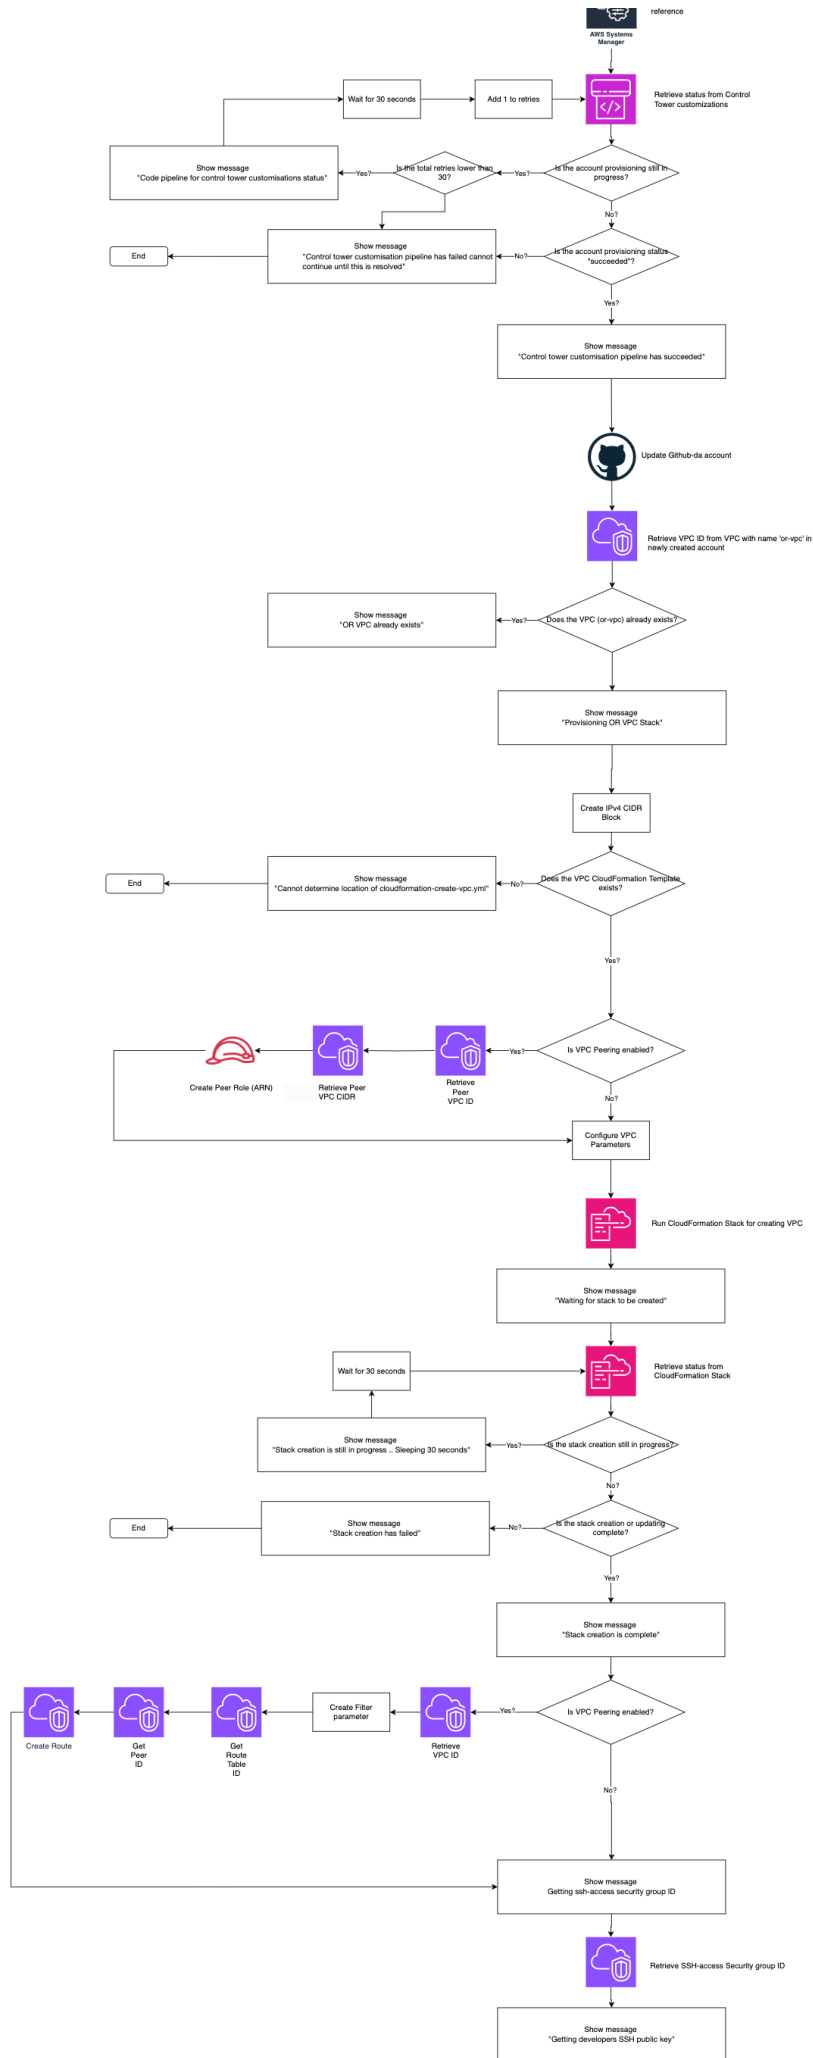 reference
AWS Systems
Manager
Wait for 30 seconds
Add 1 to retries
Retrieve status from Control
Tower customizations
Show message
"Code pipeline for control tower customisations status"
Yes?
Is the total retries lower than
30?
Yes?
Is the account provisioning still in
progress?
No?
End
Show message
"Control tower customisation pipeline has failed cannot
continue until this is resolved"
No?
Is the account provisioning status
"succeeded"?
Yes?
Show message
"Control tower customisation pipeline has succeeded"
Update Github-da account
Retrieve VPC ID from VPC with name 'or-vpc' in
newly created account
Show message
"OR VPC already exists"
Yes?
Does the VPC (or-vpc) already exists?
Show message
"Provisioning OR VPC Stack"
Create IPv4 CIDR
Block
End
Show message
"Cannot determine location of cloudformation-create-vpc.yml"
No?
Does the VPC CloudFormation Template
exists?
Yes?
Create Peer Role (ARN)
Retrieve Peer
VPC CIDR
Retrieve
Peer
VPC ID
Yes?
Is VPC Peering enabled?
No?
Configure VPC
Parameters
Run CloudFormation Stack for creating VPC
Show message
"Waiting for stack to be created"
Wait for 30 seconds
Retrieve status from
CloudFormation Stack
Show message
"Stack creation is still in progress .. Sleeping 30 seconds"
Yes?
Is the stack creation still in progress?
No?
End
Show message
"Stack creation has failed"
No?
Is the stack creation or updating
complete?
Yes?
Show message
"Stack creation is complete"
Create Route
Get
Peer
ID
Get
Route
Table
ID
Create Filter
parameter
Retrieve
VPC ID
Yes?
Is VPC Peering enabled?
No?
Show message
Getting ssh-access security group ID
Retrieve SSH-access Security group ID
Show message
"Getting developers SSH public key"